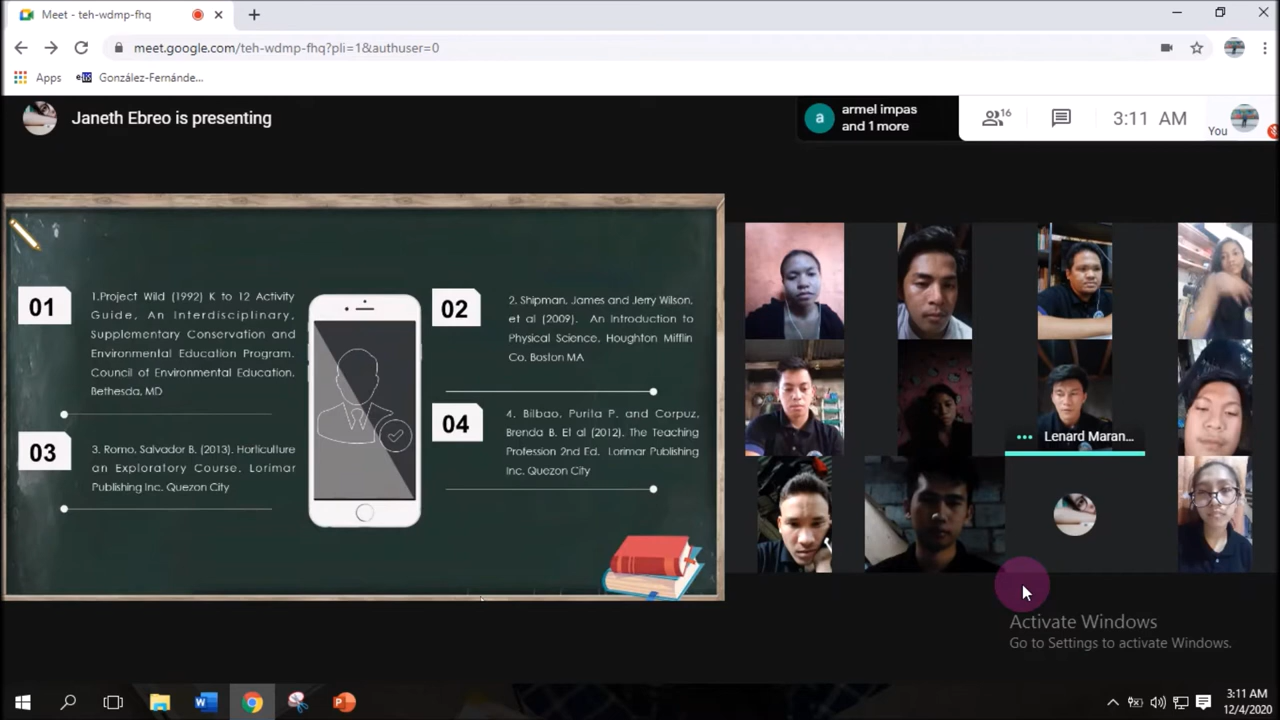 Meet - teh-wdmp-fhq
meet.google.com/teh-wdmp-fhq?pli=1&authuser=0
Apps
González-Fernánde...
Janeth Ebreo is presenting
a
armel impas
and 1 more
16
3:11 AM
You
01
1.Project Wild (1992) K to 12 Activity
Guide, An Interdisciplinary,
Supplementary Conservation and
Environmental Education Program.
Council of Environmental Education.
Bethesda, MD
02
2. Shipman, James and Jerry Wilson,
et al (2009). An Introduction to
Physical Science. Houghton Mifflin
Co. Boston MA
03
3. Romo, Salvador B. (2013). Horticulture
an Exploratory Course. Lorimar
Publishing Inc. Quezon City
04
4. Bilbao, Purita P. and Corpuz,
Brenda B. Et al (2012). The Teaching
Profession 2nd Ed. Lorimar Publishing
Inc. Quezon City
Lenard Maran...
Activate Windows
Go to Settings to activate Windows.
3:11 AM
12/4/2020